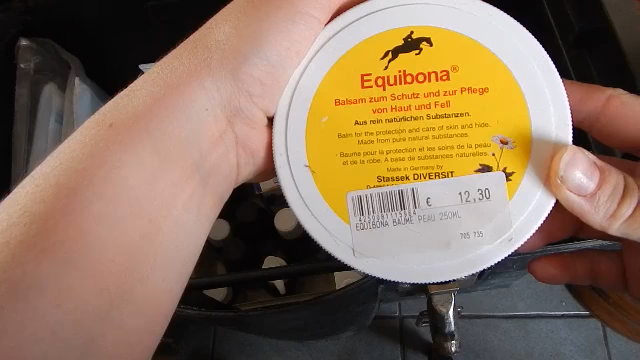 Equibona®
Balsam zum Schutz und zur Pflege
von Haut und Fell
Aus rein natürlichen Substanzen.
Balm for the protection and care of skin and hide.
Made from pure natural substances.
Baume pour la protection et les soins de la peau
et de la robe. A base de substances naturelles.
Made in Germany by
Stassek DIVERSIT
€ 12,30
EQUIBONA BAUME PEAU 250ML
705 735